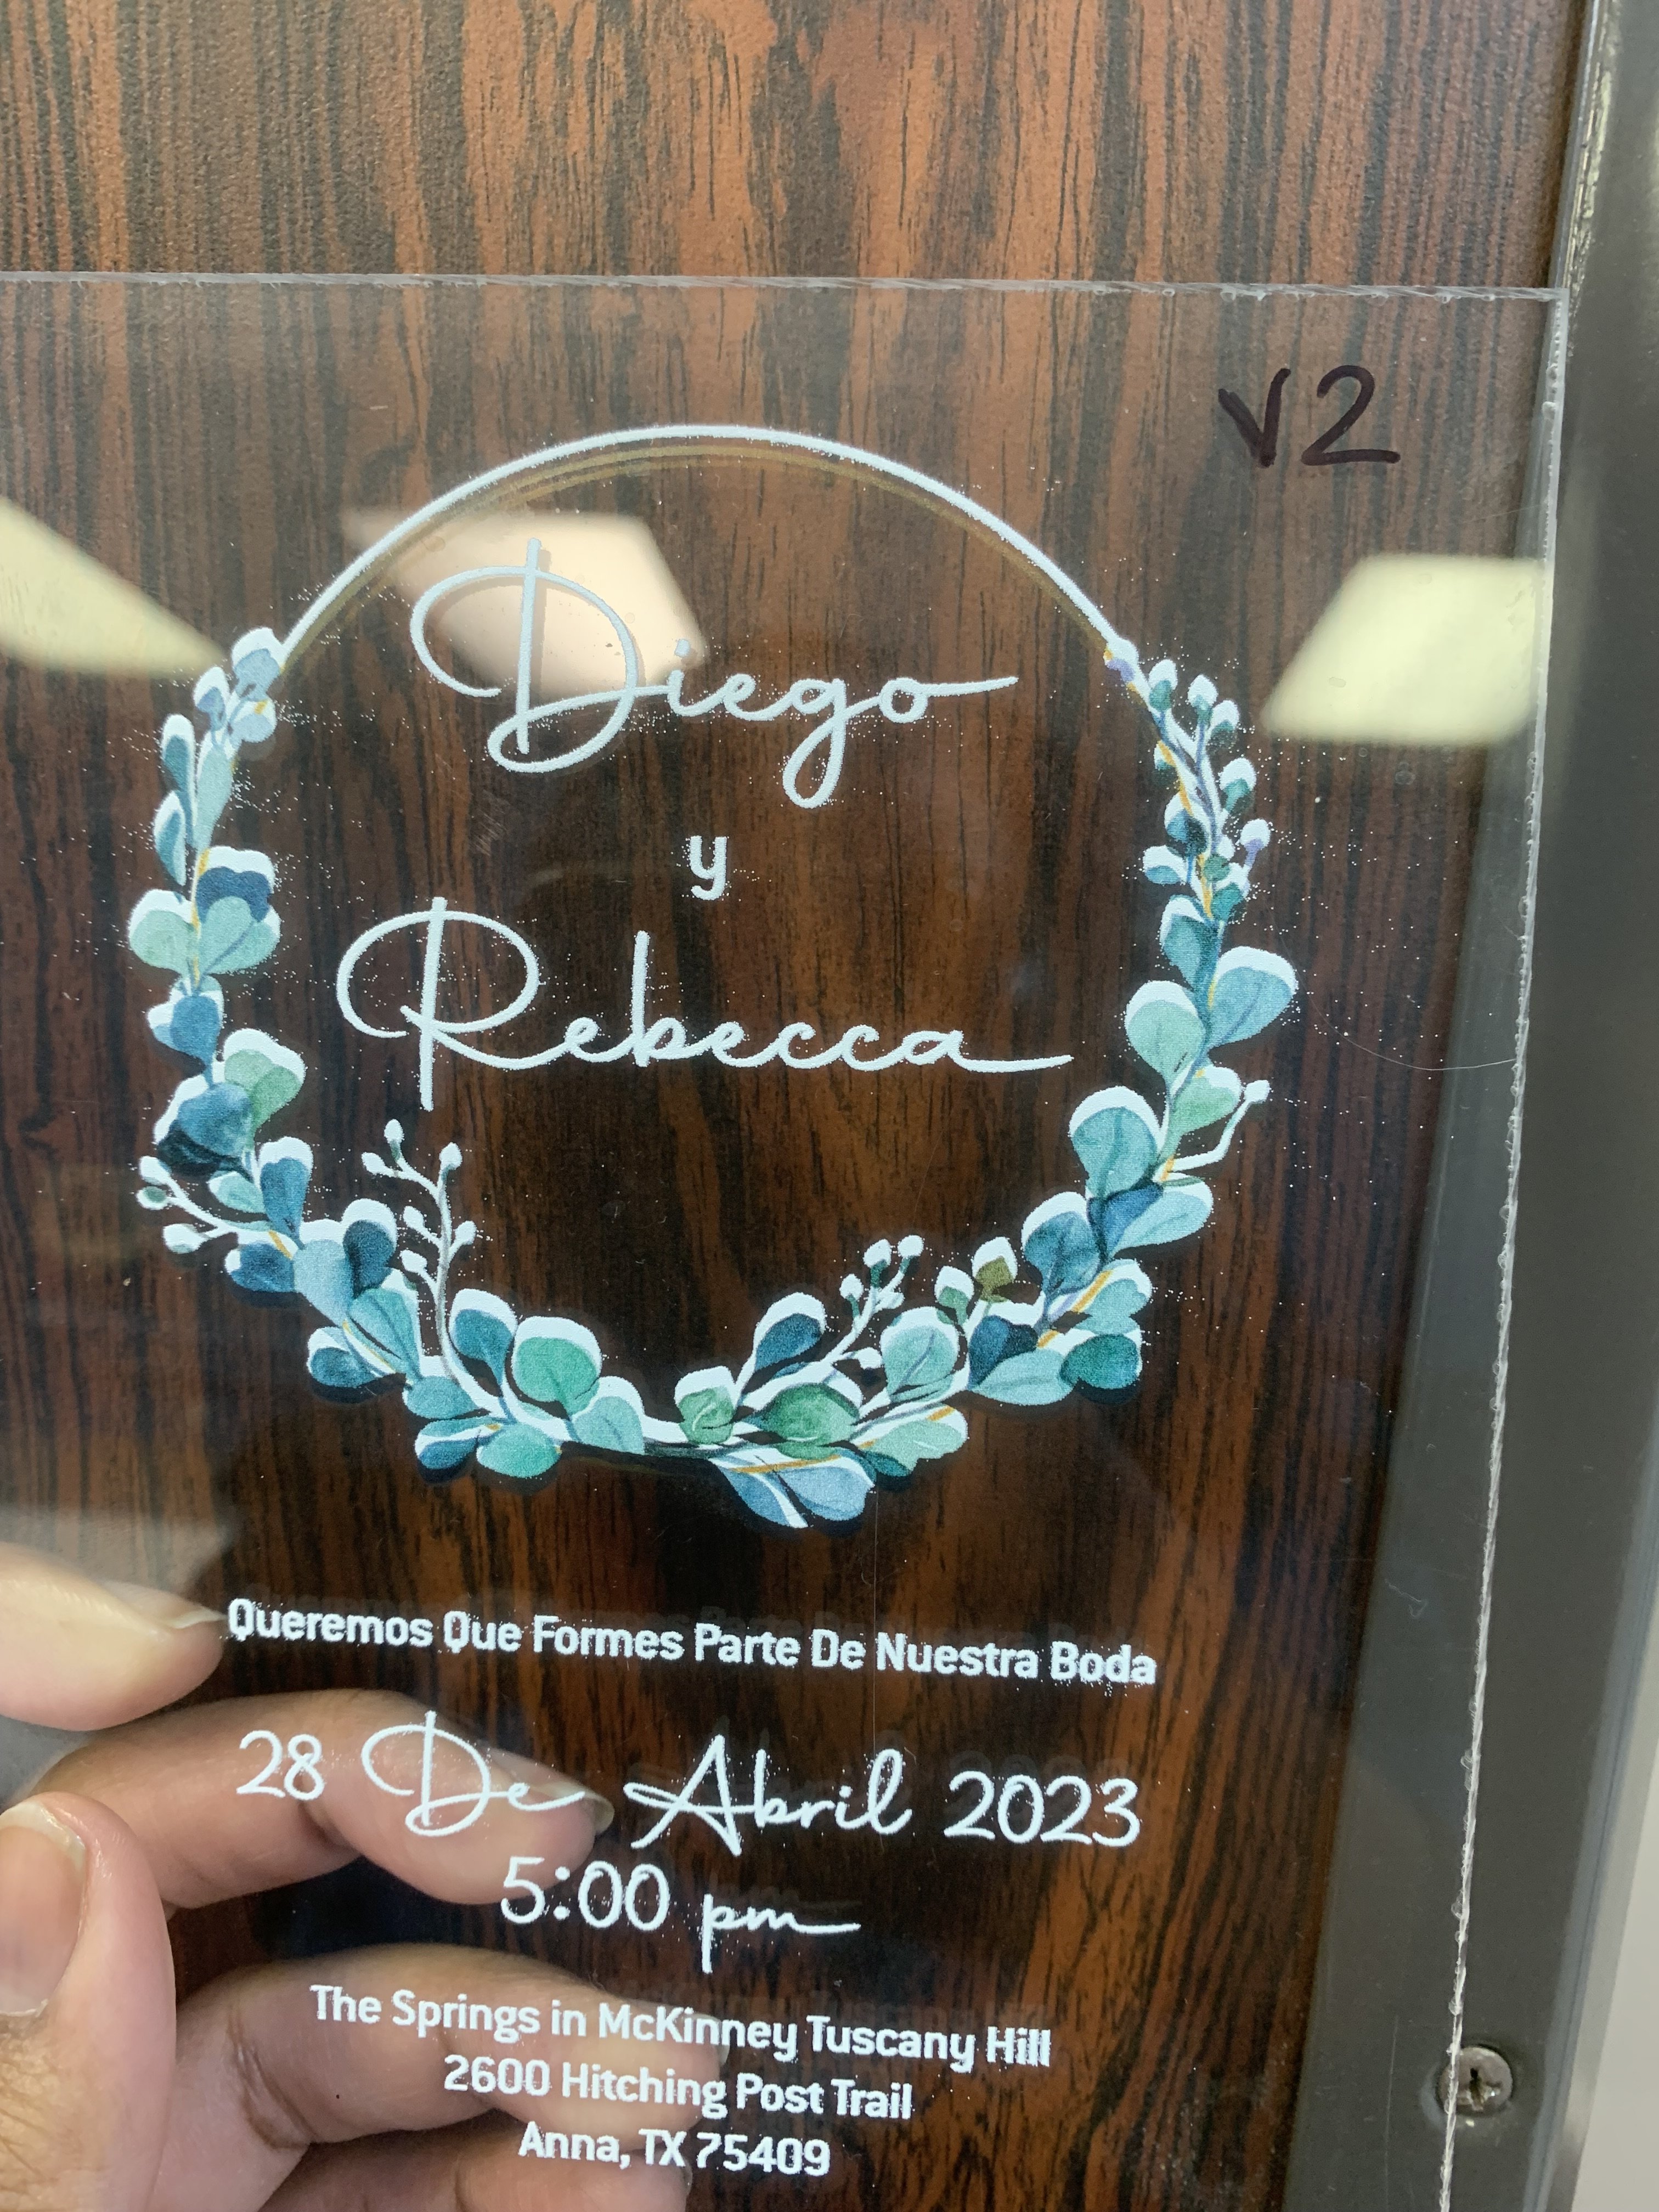 V2
Diego
y
Rebecca
Queremos Que Formes Parte De Nuestra Boda
28 De Abril 2023
5:00 pm
The Springs in McKinney Tuscany Hill
2600 Hitching Post Trail
Anna, TX 75409